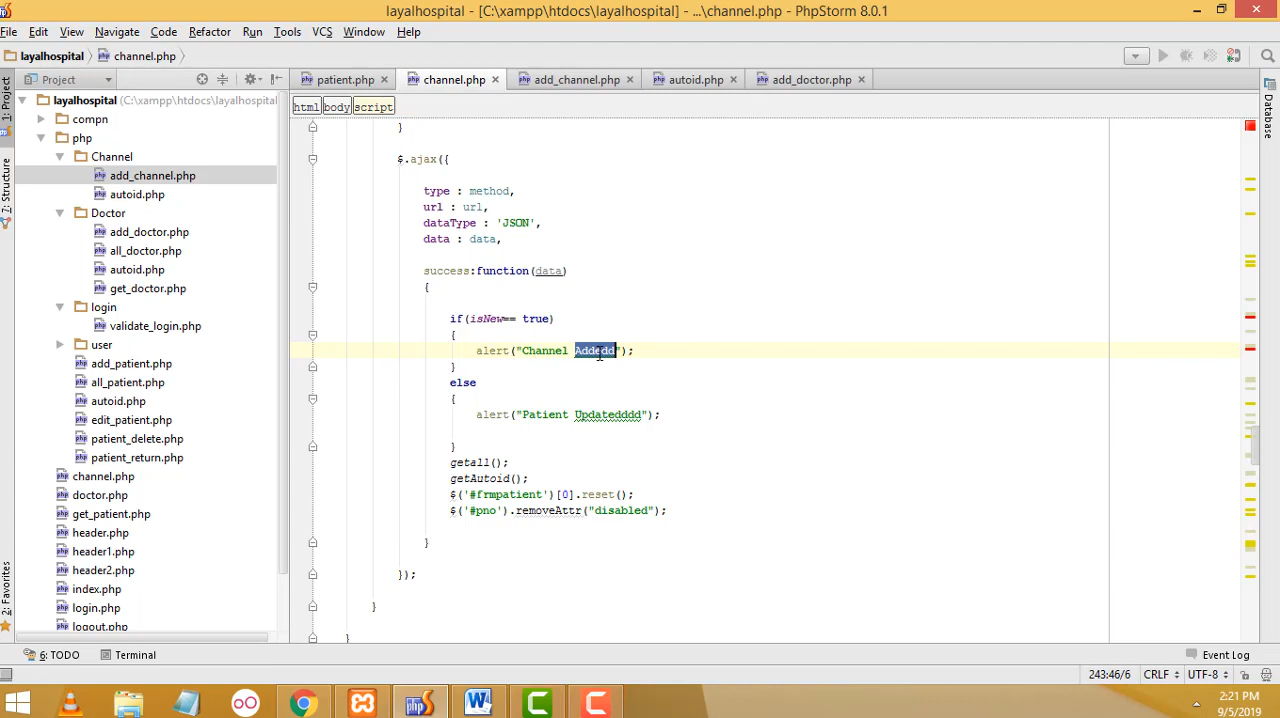 layalhospital - [C:\xampp\htdocs\layalhospital] - ...\channel.php - PhpStorm 8.0.1
File Edit View Navigate Code Refactor Run Tools VCS Window Help
layalhospital channel.php
Project
patient.php channel.php add_channel.php autoid.php add_doctor.php
html body script
1: Project
7: Structure
2: Favorites
Database
layalhospital (C:\xampp\htdocs\layalhospital
compn
php
Channel
add_channel.php
autoid.php
Doctor
add_doctor.php
all_doctor.php
autoid.php
get_doctor.php
login
validate_login.php
user
add_patient.php
all_patient.php
autoid.php
edit_patient.php
patient_delete.php
patient_return.php
channel.php
doctor.php
get_patient.php
header.php
header1.php
header2.php
index.php
login.php
logout.php
}
$.ajax({
type : method,
url : url,
dataType : 'JSON',
data : data,
success:function(data)
{
if(isNew== true)
{
alert("Channel Addedd");
}
else
{
alert("Patient Updatedddd");
}
getall();
getAutoid();
$('#frmpatient')[0].reset();
$('#pno').removeAttr("disabled");
}
});
}
}
6: TODO Terminal Event Log
243:46/6 CRLF UTF-8
2:21 PM
9/5/2019